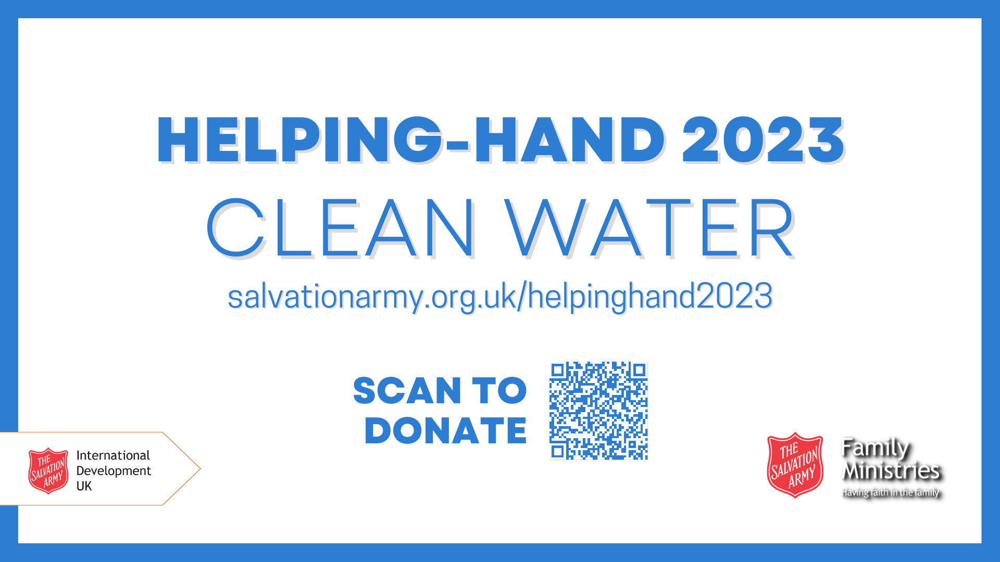 HELPING-HAND 2023
CLEAN WATER
salvationarmy.org.uk/helpinghand2023
SCAN TO
DONATE
THE
SALVATION
ARMY
International
Development
UK
THE
SALVATION
ARMY
Family
Ministries
Having faith in the family